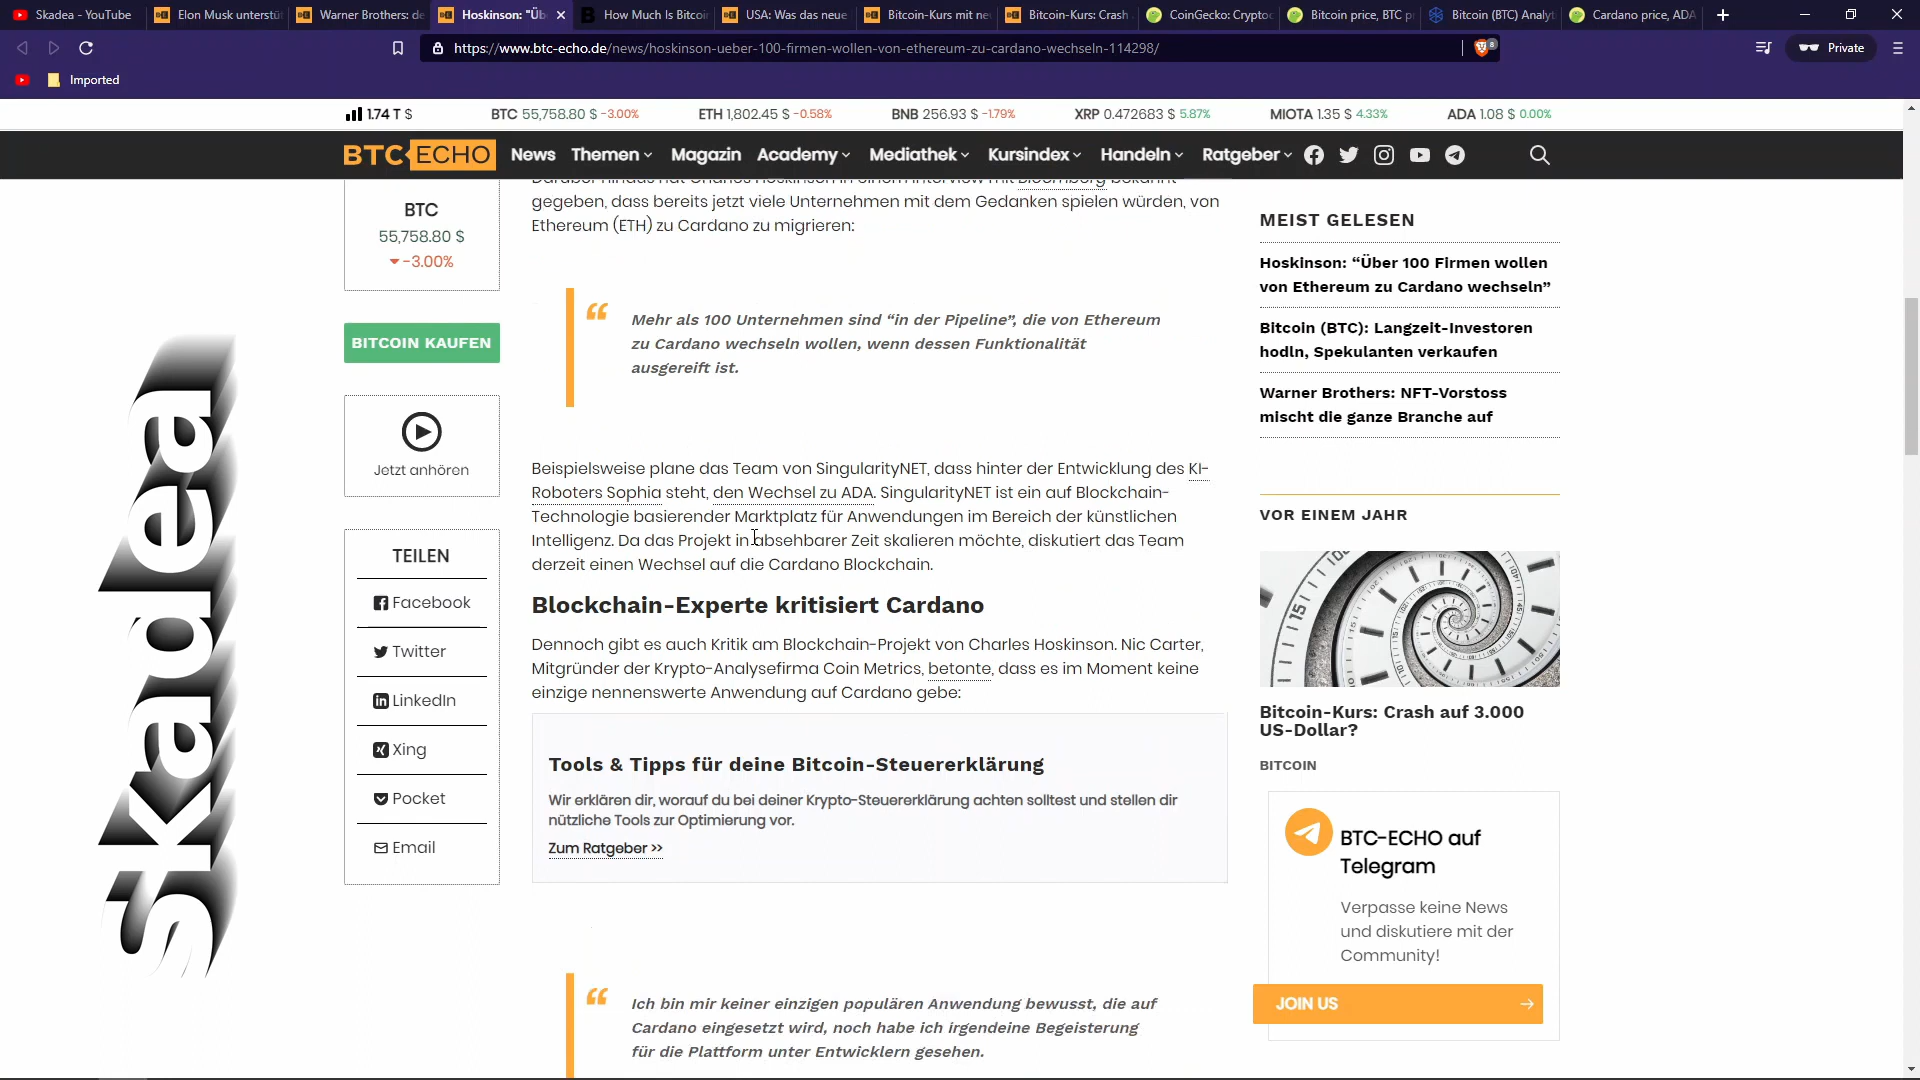 Skadea - YouTube
Elon Musk unterstü
Warner Brothers: de
Hoskinson: "Üb
How Much Is Bitcoi
USA: Was das neue
Bitcoin-Kurs mit ne
Bitcoin-Kurs: Crash
CoinGecko: Cryptoc
Bitcoin price, BTC p
Bitcoin (BTC) Analyt
Cardano price, ADA
https://www.btc-echo.de/news/hoskinson-ueber-100-firmen-wollen-von-ethereum-zu-cardano-wechseln-114298/
8
Private
Imported
1.74 T $
BTC 55,758.80 $ -3.00%
ETH 1,802.45 $ -0.58%
BNB 256.93 $ -1.79%
XRP 0.472683 $ 5.87%
MIOTA 1.35 $ 4.33%
ADA 1.08 $ 0.00%
BTC ECHO
News
Themen
Magazin
Academy
Mediathek
Kursindex
Handeln
Ratgeber
BTC
55,758.80 $
-3.00%
BITCOIN KAUFEN
Jetzt anhören
TEILEN
Facebook
Twitter
LinkedIn
Xing
Pocket
Email
Skadea
Darüber hinaus hat Charles Hoskinson in einem Interview mit Bloomberg bekannt
gegeben, dass bereits jetzt viele Unternehmen mit dem Gedanken spielen würden, von
Ethereum (ETH) zu Cardano zu migrieren:
“
Mehr als 100 Unternehmen sind “in der Pipeline”, die von Ethereum
zu Cardano wechseln wollen, wenn dessen Funktionalität
ausgereift ist.
Beispielsweise plane das Team von SingularityNET, dass hinter der Entwicklung des KI-
Roboters Sophia steht, den Wechsel zu ADA. SingularityNET ist ein auf Blockchain-
Technologie basierender Marktplatz für Anwendungen im Bereich der künstlichen
Intelligenz. Da das Projekt in absehbarer Zeit skalieren möchte, diskutiert das Team
derzeit einen Wechsel auf die Cardano Blockchain.
Blockchain-Experte kritisiert Cardano
Dennoch gibt es auch Kritik am Blockchain-Projekt von Charles Hoskinson. Nic Carter,
Mitgründer der Krypto-Analysefirma Coin Metrics, betonte, dass es im Moment keine
einzige nennenswerte Anwendung auf Cardano gebe:
Tools & Tipps für deine Bitcoin-Steuererklärung
Wir erklären dir, worauf du bei deiner Krypto-Steuererklärung achten solltest und stellen dir
nützliche Tools zur Optimierung vor.
Zum Ratgeber >>
“
Ich bin mir keiner einzigen populären Anwendung bewusst, die auf
Cardano eingesetzt wird, noch habe ich irgendeine Begeisterung
für die Plattform unter Entwicklern gesehen.
MEIST GELESEN
Hoskinson: “Über 100 Firmen wollen
von Ethereum zu Cardano wechseln”
Bitcoin (BTC): Langzeit-Investoren
hodln, Spekulanten verkaufen
Warner Brothers: NFT-Vorstoss
mischt die ganze Branche auf
VOR EINEM JAHR
Bitcoin-Kurs: Crash auf 3.000
US-Dollar?
BITCOIN
BTC-ECHO auf
Telegram
Verpasse keine News
und diskutiere mit der
Community!
JOIN US